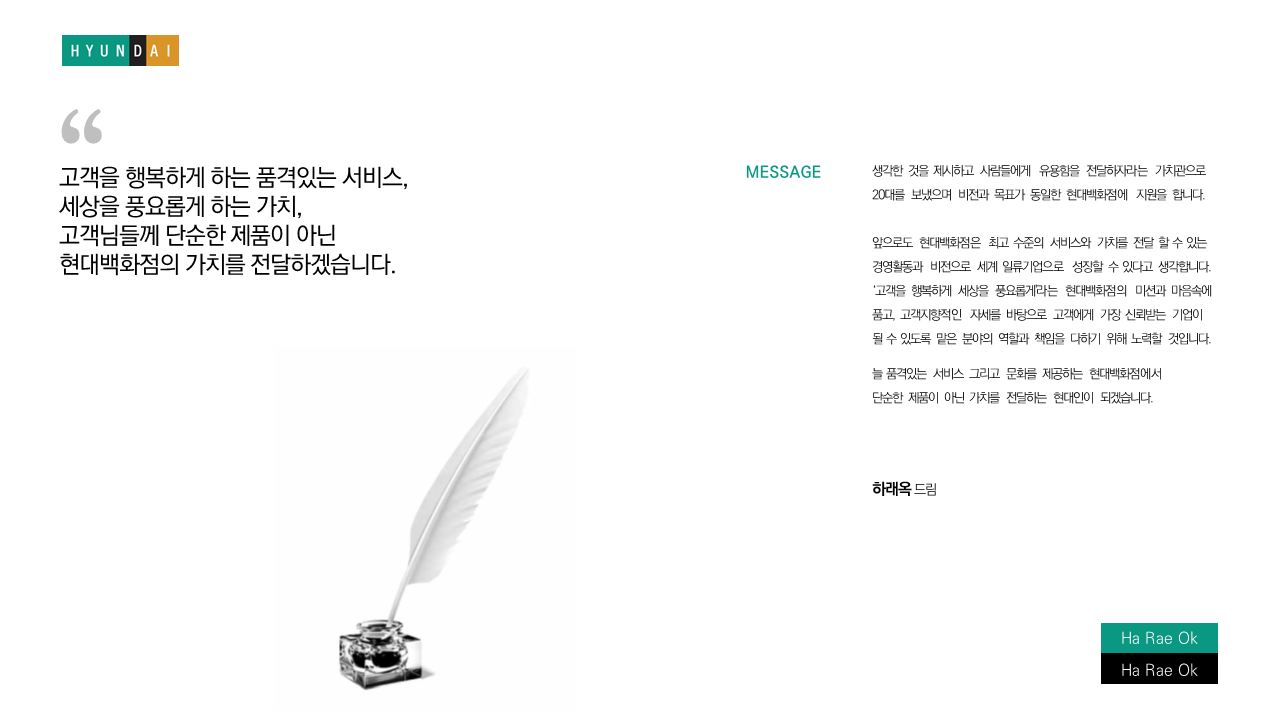 HYUNDAI
“
고객을 행복하게 하는 품격있는 서비스,
세상을 풍요롭게 하는 가치,
고객님들께 단순한 제품이 아닌
현대백화점의 가치를 전달하겠습니다.
MESSAGE
생각한 것을 제시하고 사람들에게 유용함을 전달하자라는 가치관으로
20대를 보냈으며 비전과 목표가 동일한 현대백화점에 지원을 합니다.
앞으로도 현대백화점은 최고 수준의 서비스와 가치를 전달 할 수 있는
경영활동과 비전으로 세계 일류기업으로 성장할 수 있다고 생각합니다.
‘고객을 행복하게 세상을 풍요롭게’라는 현대백화점의 미션과 마음속에
품고, 고객지향적인 자세를 바탕으로 고객에게 가장 신뢰받는 기업이
될 수 있도록 맡은 분야의 역할과 책임을 다하기 위해 노력할 것입니다.
늘 품격있는 서비스 그리고 문화를 제공하는 현대백화점에서
단순한 제품이 아닌 가치를 전달하는 현대인이 되겠습니다.
하래옥 드림
Ha Rae Ok
Ha Rae Ok